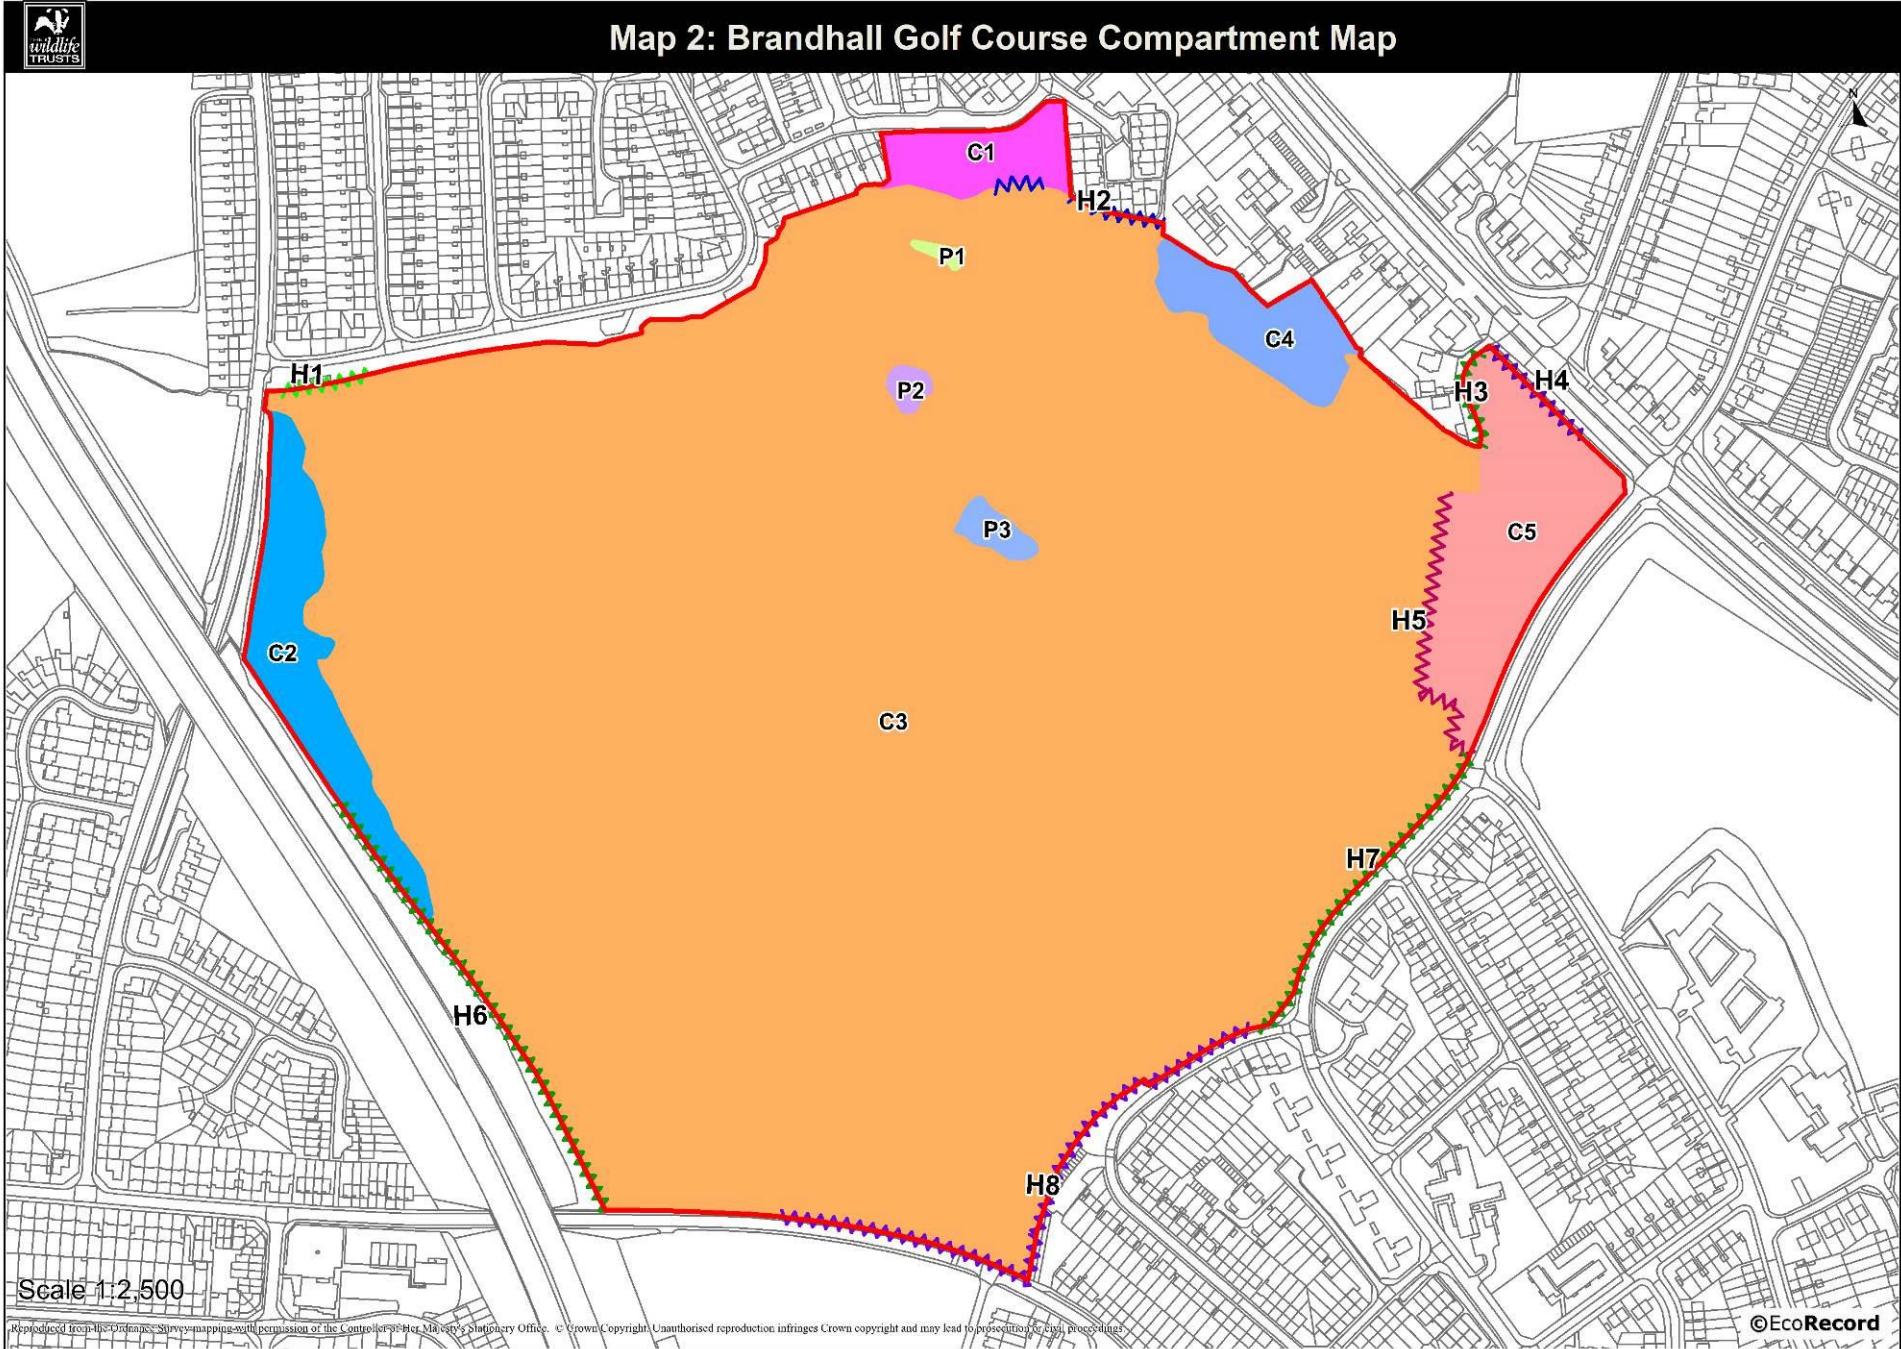 wildlife
TRUSTS
Map 2: Brandhall Golf Course Compartment Map
N
C1
H2
P1
C4
H1
P2
H3
H4
P3
C5
H5
C2
C3
H7
H6
H8
Scale 1:2,500
Reproduced from the Ordnance Survey mapping with permission of the Controller of Her Majesty's Stationery Office. © Crown Copyright. Unauthorised reproduction infringes Crown copyright and may lead to prosecution or civil proceedings.
©EcoRecord